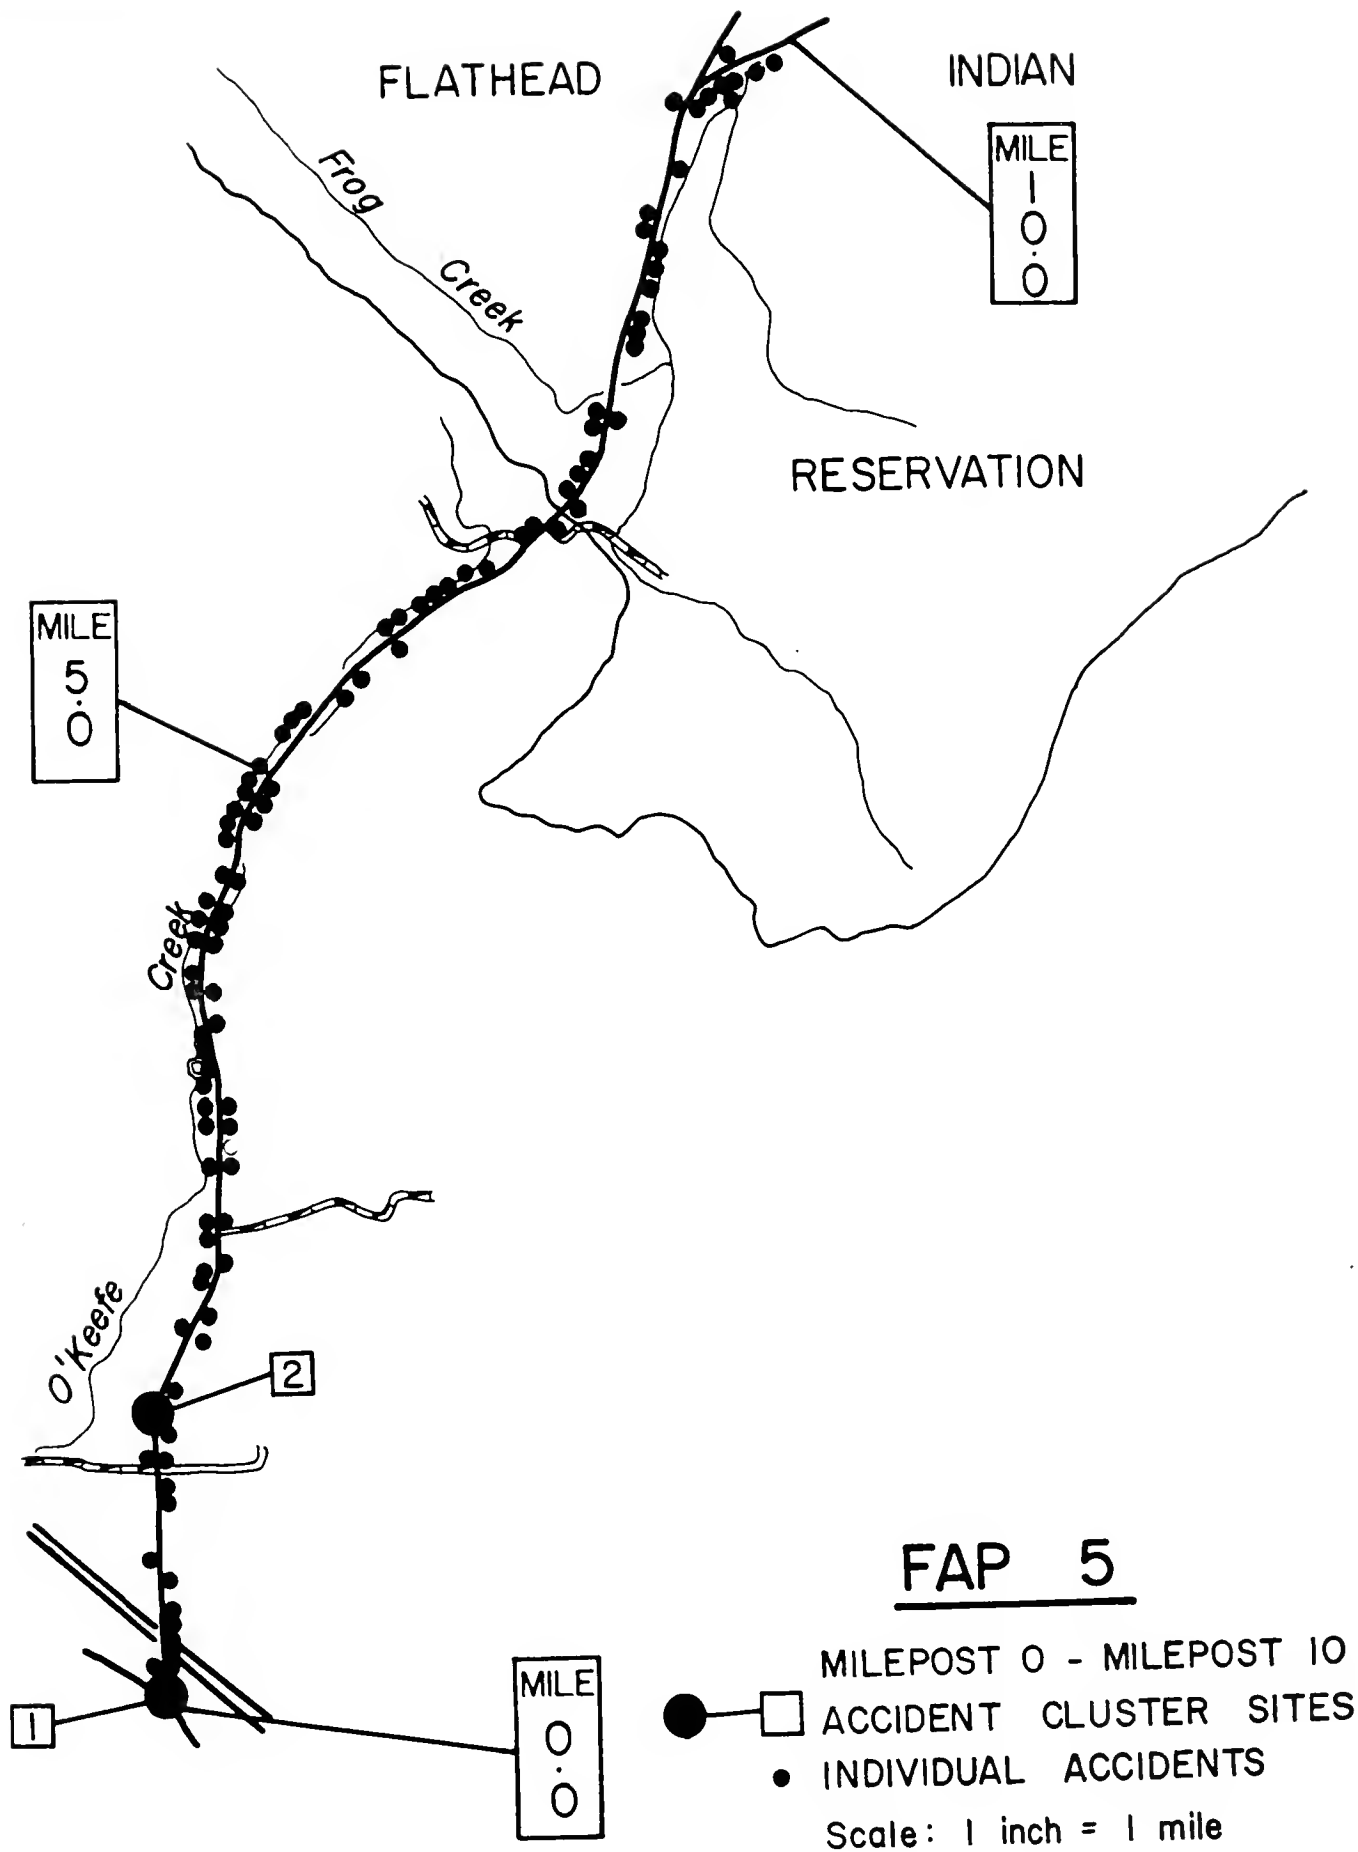 FLATHEAD
INDIAN
Frog
Creek
MILE
10.0
RESERVATION
MILE
5.0
Creek
O'Keefe
2
1
MILE
0.0
FAP 5
MILEPOST 0 - MILEPOST 10
ACCIDENT CLUSTER SITES
INDIVIDUAL ACCIDENTS
Scale: 1 inch = 1 mile